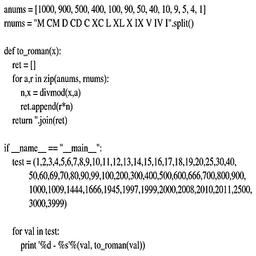 anums = [1000, 900, 500, 400, 100, 90, 50, 40, 10, 9, 5, 4, 1]
rnums = "M CM D CD C XC L XL X IX V IV I".split()
def to_roman(x):
ret = []
for a,r in zip(anums, rnums):
n,x = divmod(x,a)
ret.append(r*n)
return ''.join(ret)
if __name__ == "__main__":
test = (1,2,3,4,5,6,7,8,9,10,11,12,13,14,15,16,17,18,19,20,25,30,40,
50,60,69,70,80,90,99,100,200,300,400,500,600,666,700,800,900,
1000,1009,1444,1666,1945,1997,1999,2000,2008,2010,2011,2500,
3000,3999)
for val in test:
print '%d - %s'%(val, to_roman(val))